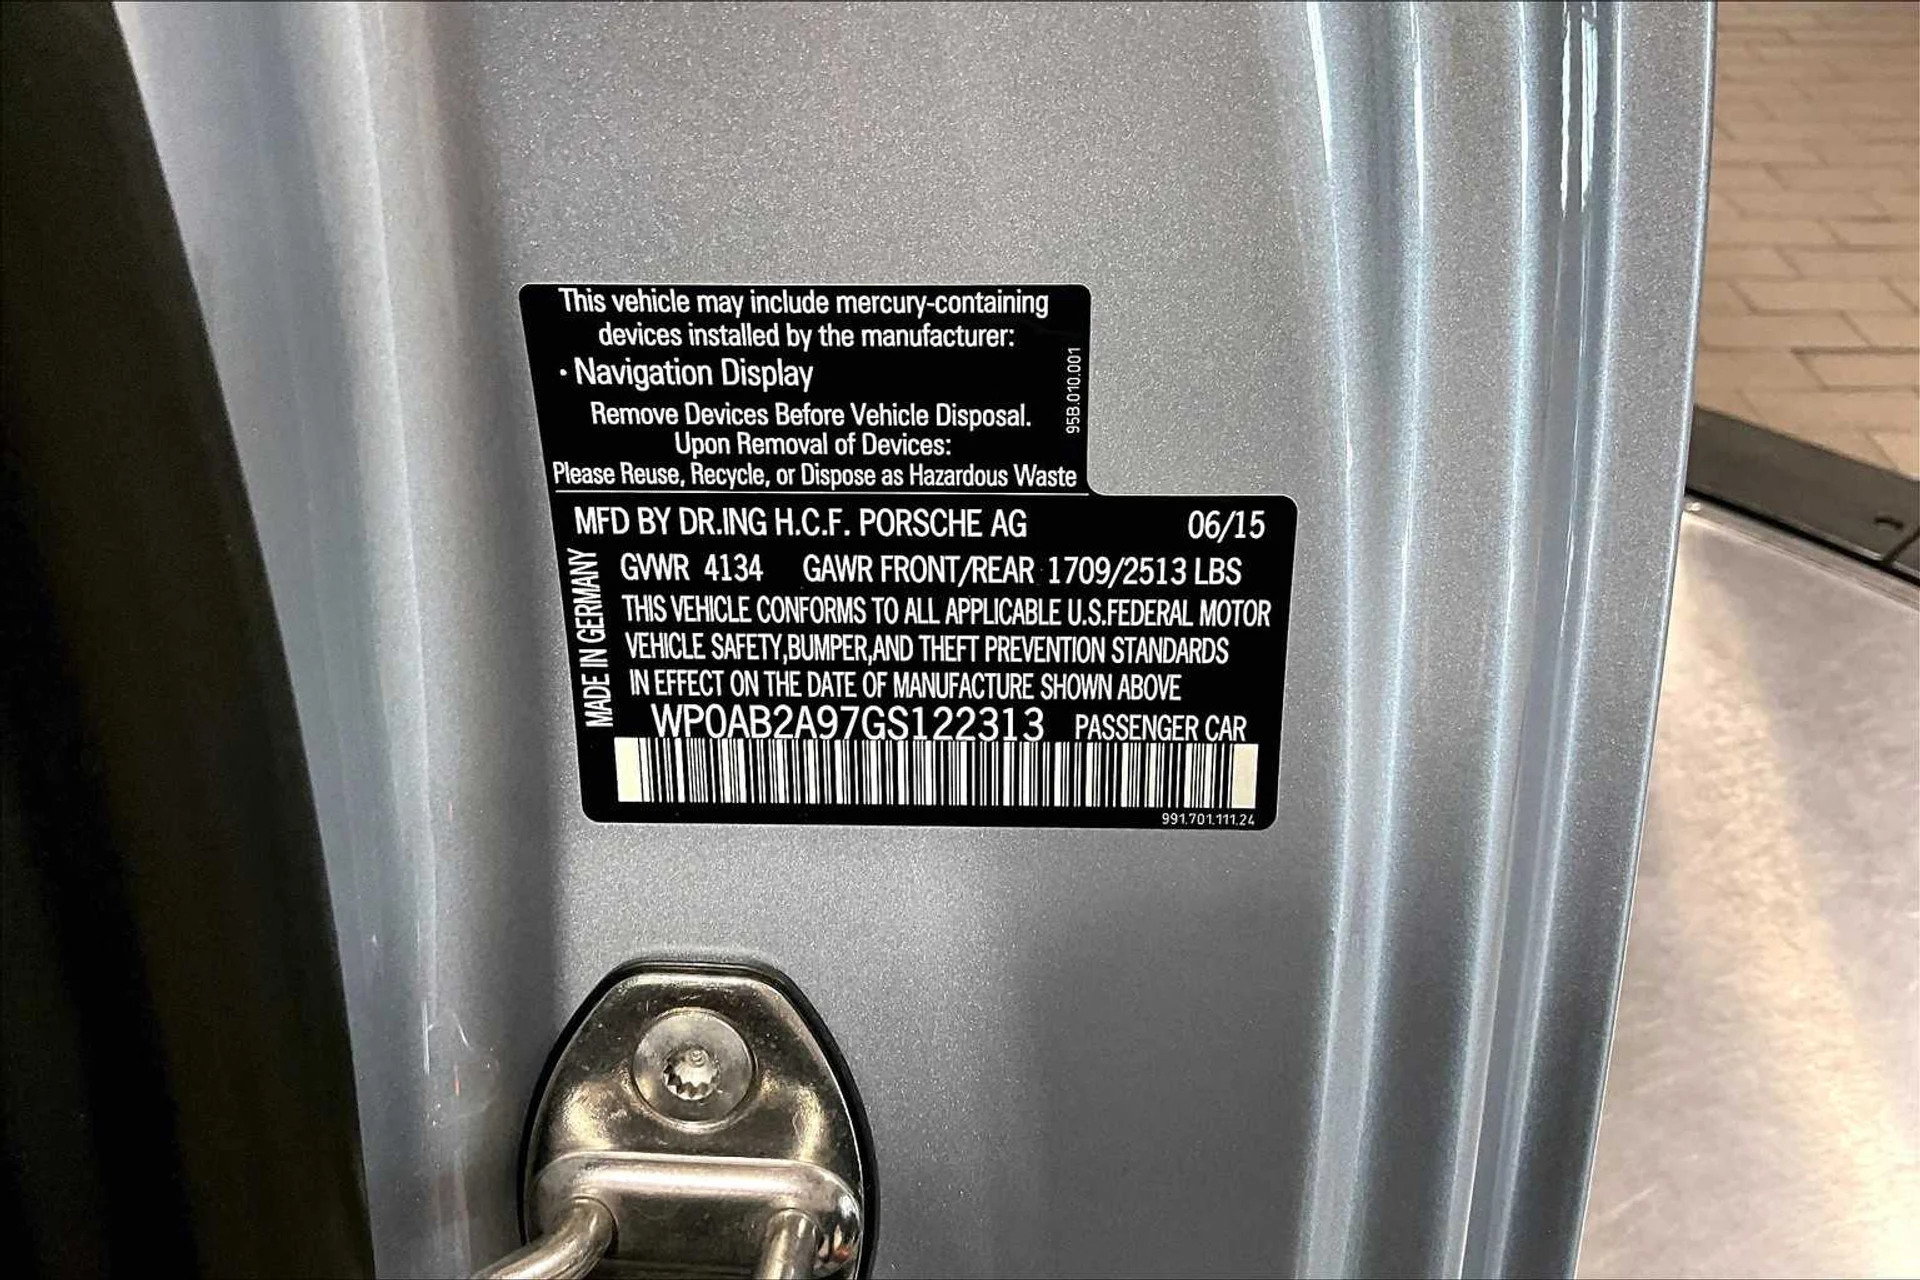 This vehicle may include mercury-containing
devices installed by the manufacturer:
· Navigation Display
Remove Devices Before Vehicle Disposal.
Upon Removal of Devices:
Please Reuse, Recycle, or Dispose as Hazardous Waste
95B.010.001
MFD BY DR.ING H.C.F. PORSCHE AG 06/15
GVWR 4134 GAWR FRONT/REAR 1709/2513 LBS
THIS VEHICLE CONFORMS TO ALL APPLICABLE U.S.FEDERAL MOTOR
VEHICLE SAFETY,BUMPER,AND THEFT PREVENTION STANDARDS
IN EFFECT ON THE DATE OF MANUFACTURE SHOWN ABOVE
MADE IN GERMANY
WP0AB2A97GS122313 PASSENGER CAR
991.701.111.24